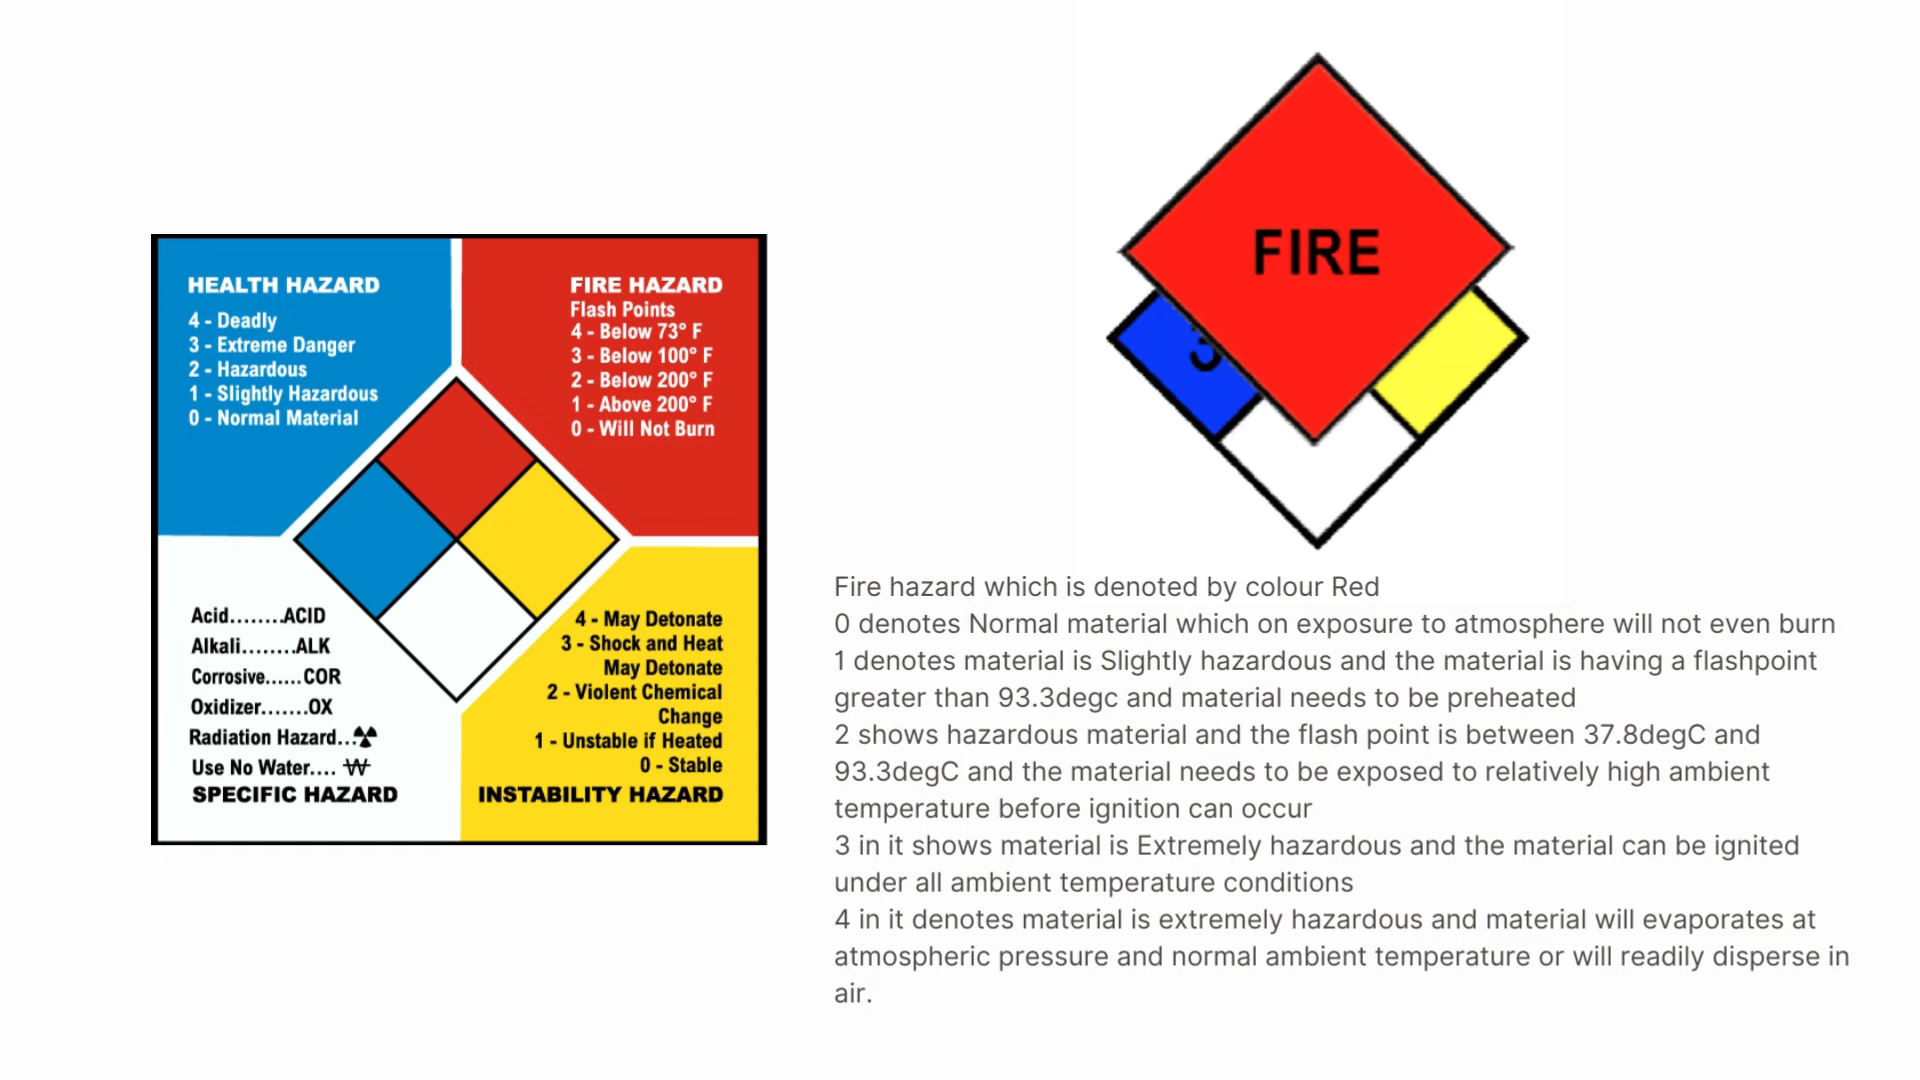 HEALTH HAZARD
4 - Deadly
3 - Extreme Danger
2 - Hazardous
1 - Slightly Hazardous
0 - Normal Material
FIRE HAZARD
Flash Points
4 - Below 73° F
3 - Below 100° F
2 - Below 200° F
1 - Above 200° F
0 - Will Not Burn
Acid........ACID
Alkali........ALK
Corrosive......COR
Oxidizer.......OX
Radiation Hazard...
Use No Water.... W
SPECIFIC HAZARD
4 - May Detonate
3 - Shock and Heat
May Detonate
2 - Violent Chemical
Change
1 - Unstable if Heated
0 - Stable
INSTABILITY HAZARD
FIRE
3
Fire hazard which is denoted by colour Red
0 denotes Normal material which on exposure to atmosphere will not even burn
1 denotes material is Slightly hazardous and the material is having a flashpoint
greater than 93.3degc and material needs to be preheated
2 shows hazardous material and the flash point is between 37.8degC and
93.3degC and the material needs to be exposed to relatively high ambient
temperature before ignition can occur
3 in it shows material is Extremely hazardous and the material can be ignited
under all ambient temperature conditions
4 in it denotes material is extremely hazardous and material will evaporates at
atmospheric pressure and normal ambient temperature or will readily disperse in
air.